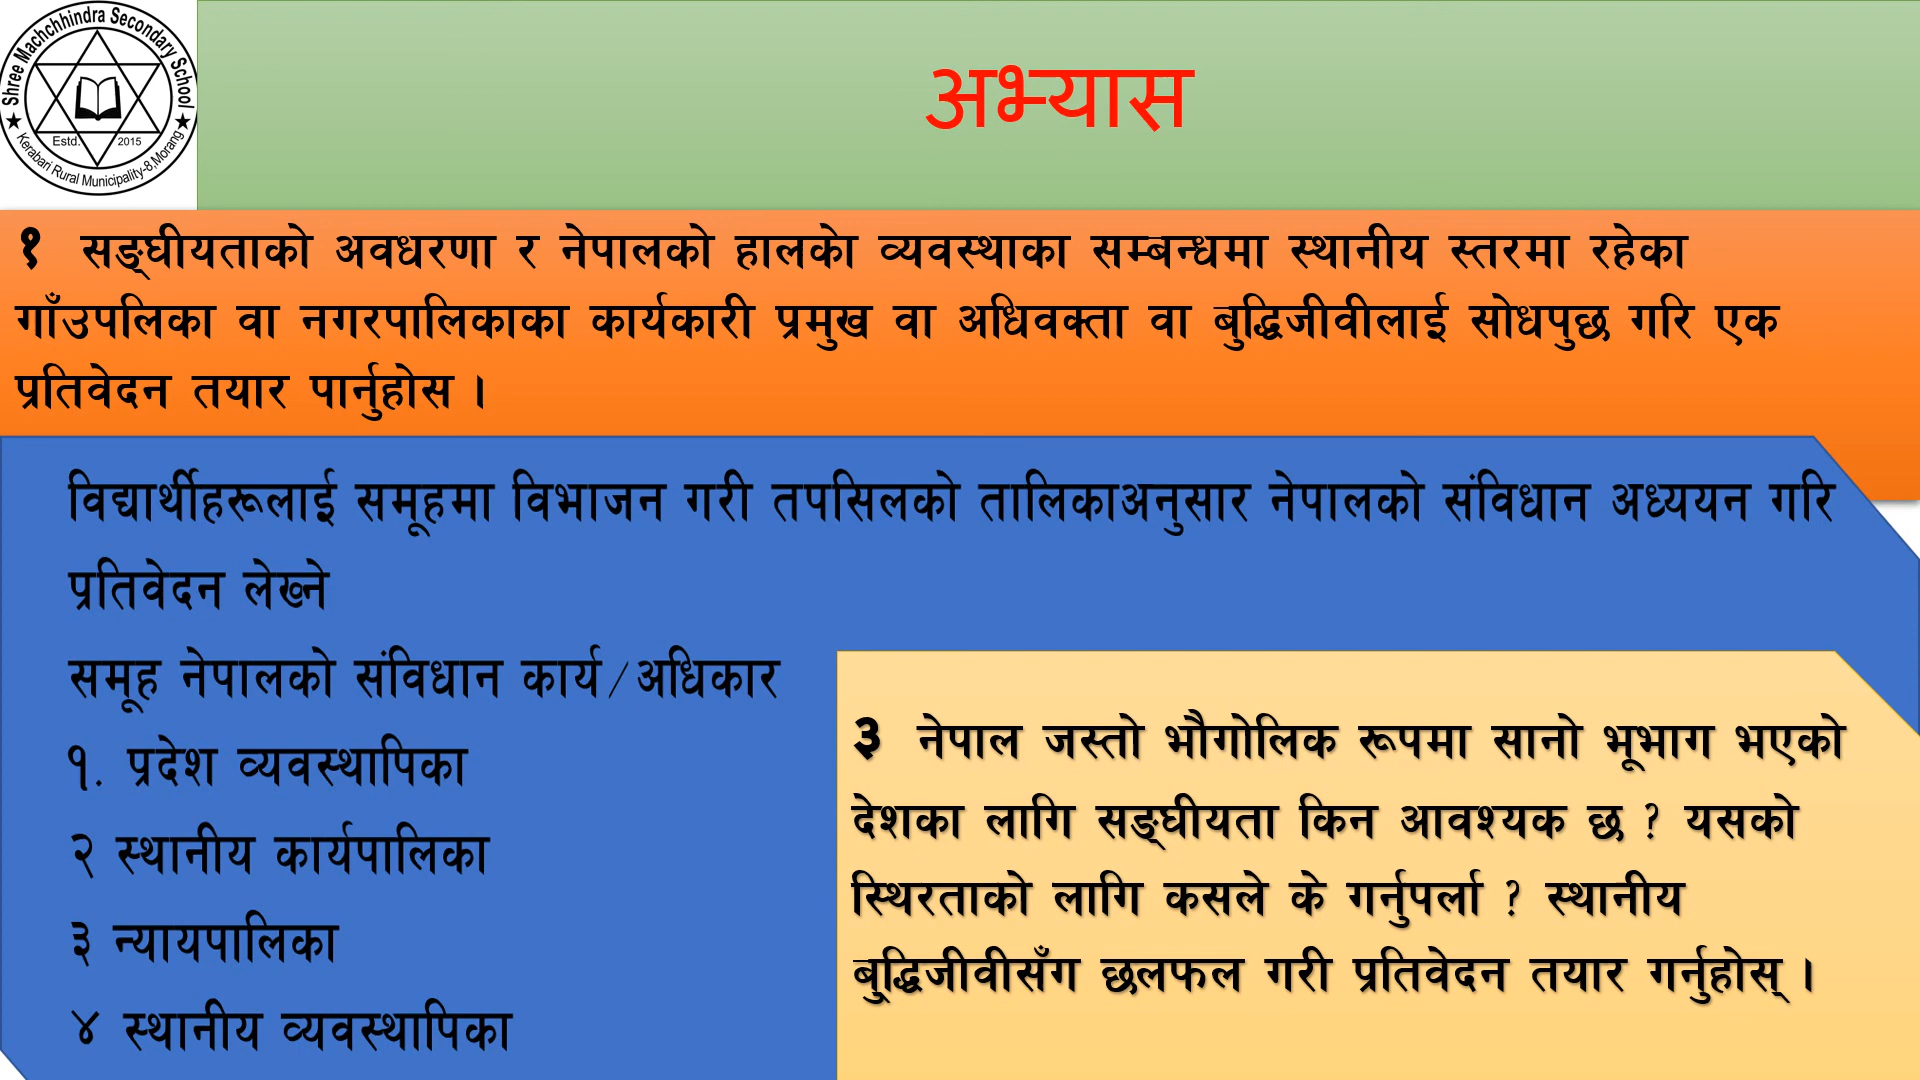 Shree Machchhindra Secondary School
Estd. 2015
Kerabari Rural Municipality-8,Morang
अभ्यास
१ सङ्घीयताको अवधरणा र नेपालको हालको व्यवस्थाका सम्बन्धमा स्थानीय स्तरमा रहेका
गाँउपलिका वा नगरपालिकाका कार्यकारी प्रमुख वा अधिवक्ता वा बुद्धिजीवीलाई सोधपुछ गरि एक
प्रतिवेदन तयार पार्नुहोस ।
विद्यार्थीहरूलाई समूहमा विभाजन गरी तपसिलको तालिकाअनुसार नेपालको संविधान अध्ययन गरि
प्रतिवेदन लेख्ने
समूह नेपालको संविधान कार्य/अधिकार
१. प्रदेश व्यवस्थापिका
२ स्थानीय कार्यपालिका
३ न्यायपालिका
४ स्थानीय व्यवस्थापिका
३ नेपाल जस्तो भौगोलिक रूपमा सानो भूभाग भएको
देशका लागि सङ्घीयता किन आवश्यक छ ? यसको
स्थिरताको लागि कसले के गर्नुपर्ला ? स्थानीय
बुद्धिजीवीसँग छलफल गरी प्रतिवेदन तयार गर्नुहोस् ।